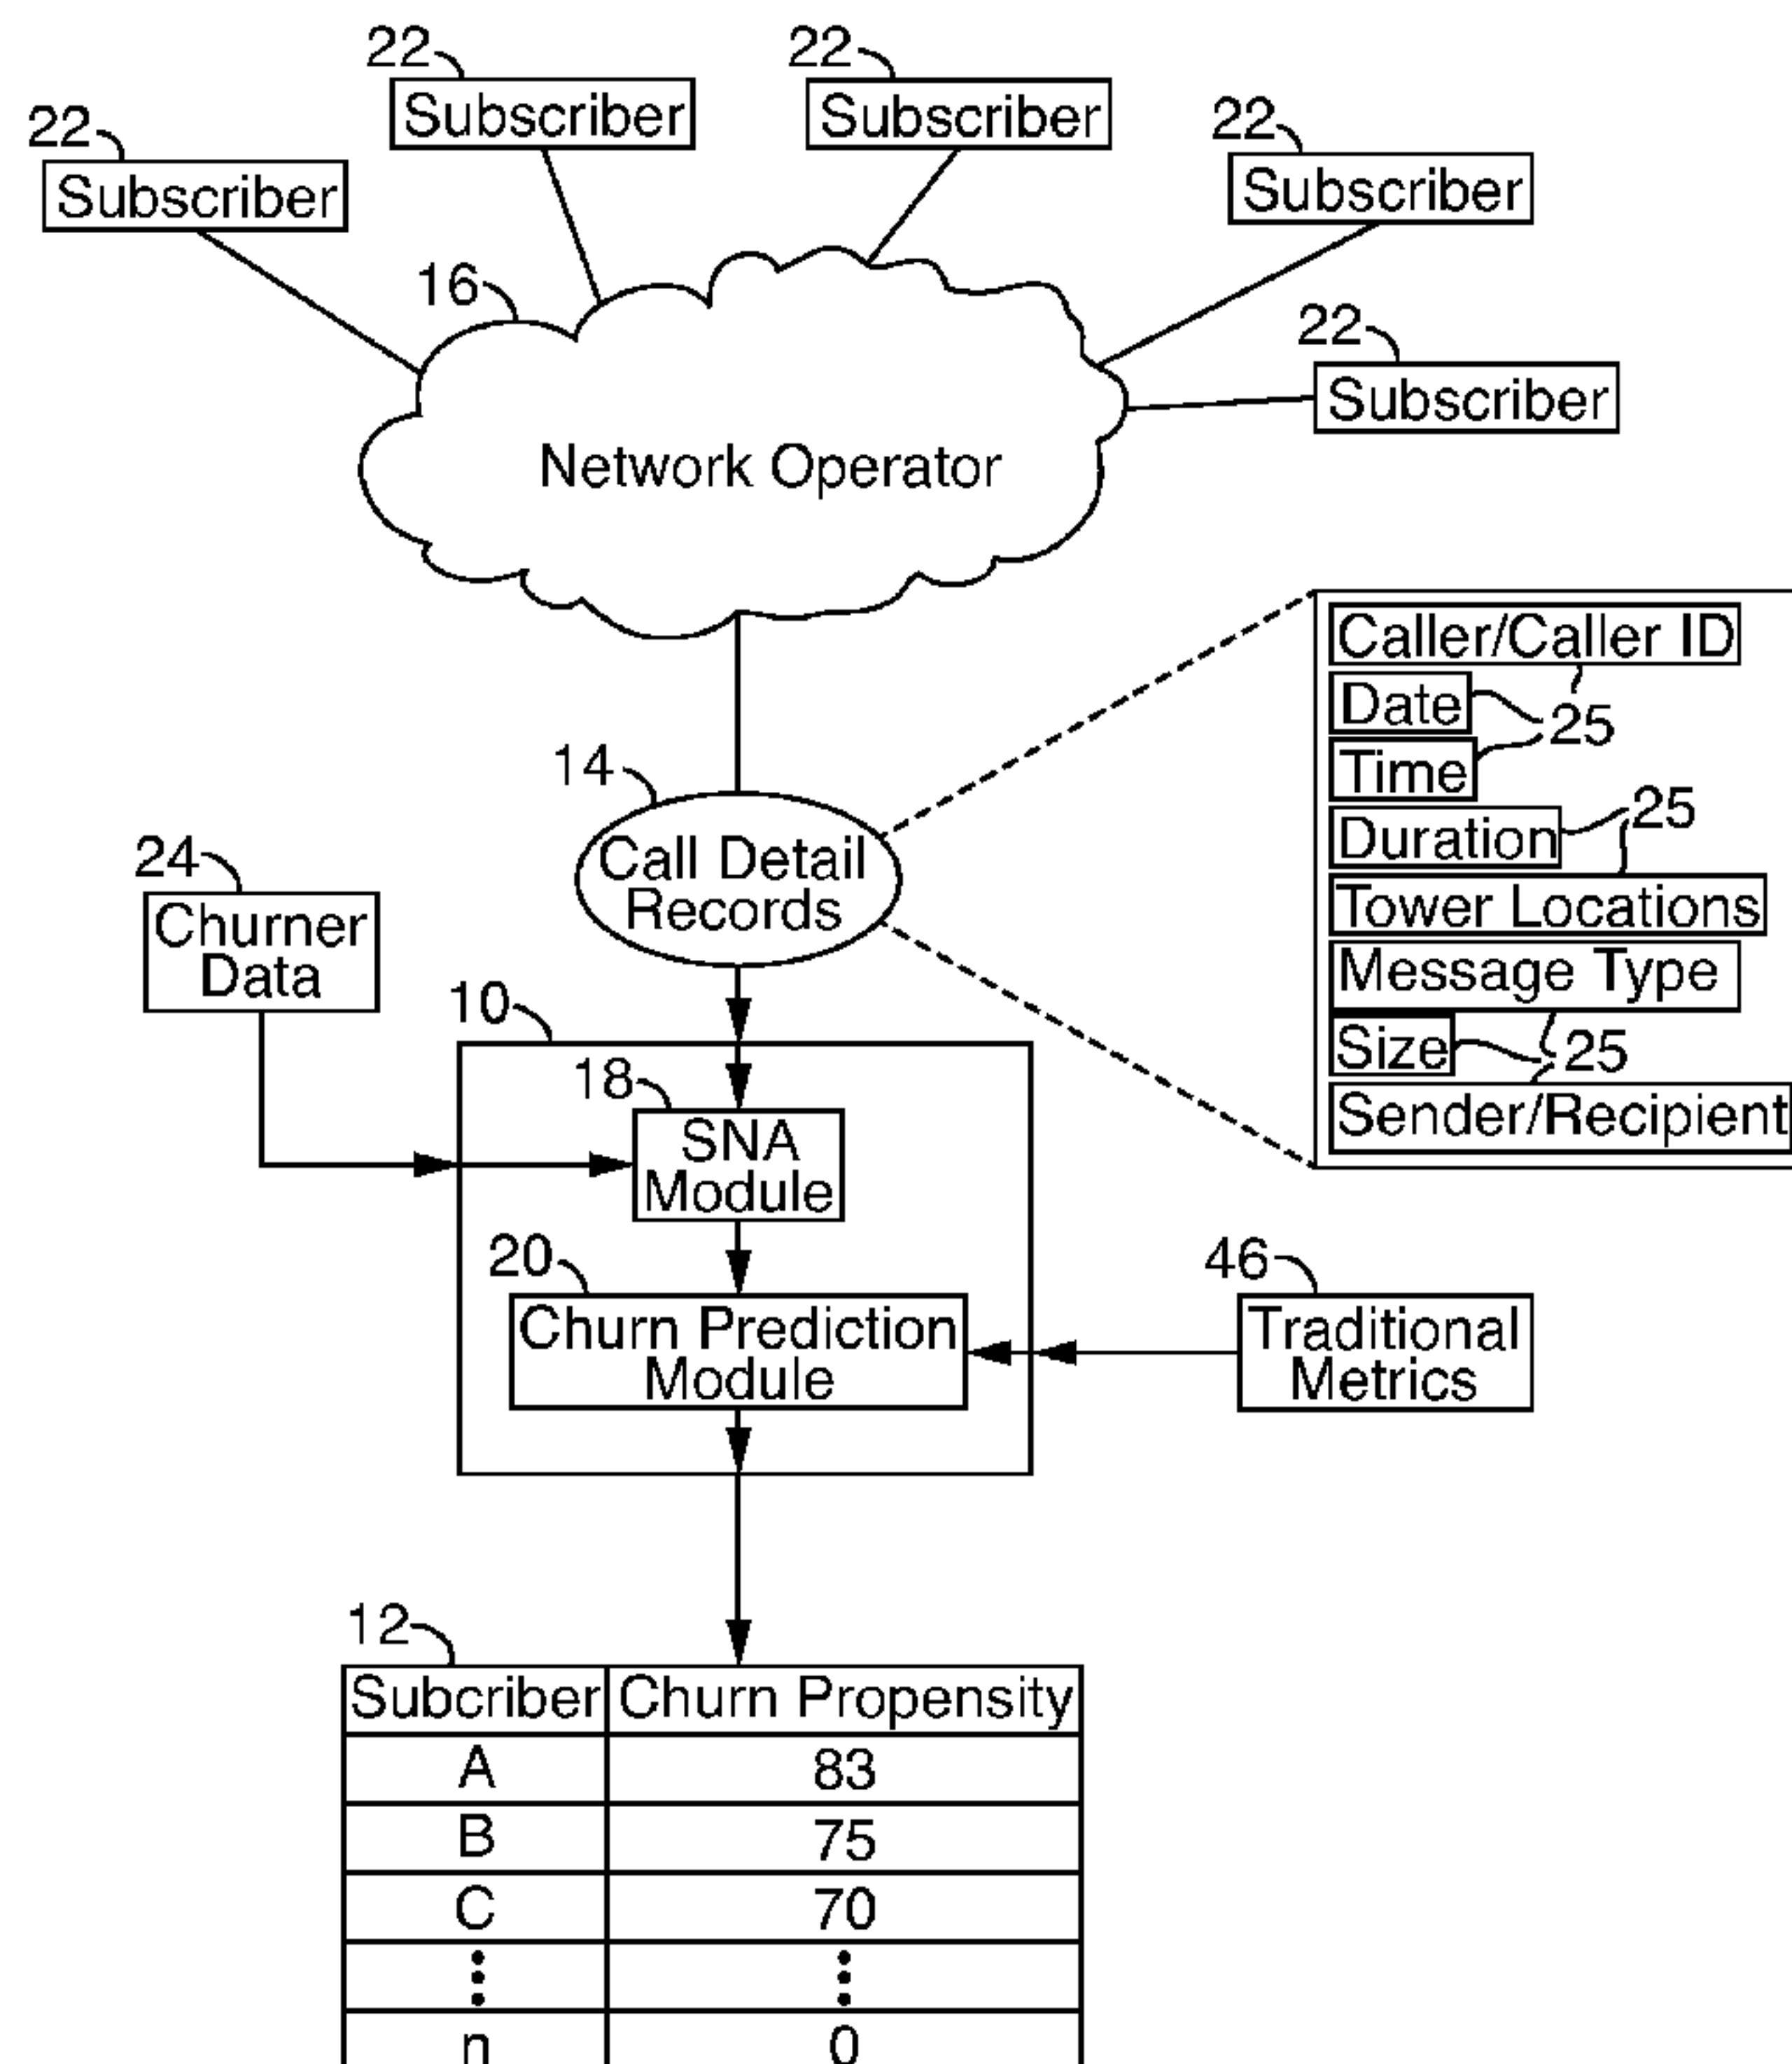 22
22
22
22
Subscriber
Subscriber
Subscriber
Subscriber
16
22
Subscriber
Network Operator
Caller/Caller ID
Date
25
Time
14
Duration
25
Call Detail
Records
24
Churner
Data
Tower Locations
Message Type
10
Size
25
18
Sender/Recipient
SNA
Module
20
46
Churn Prediction
Module
Traditional
Metrics
12
Subcriber Churn Propensity
A 83
B 75
C 70
n 0